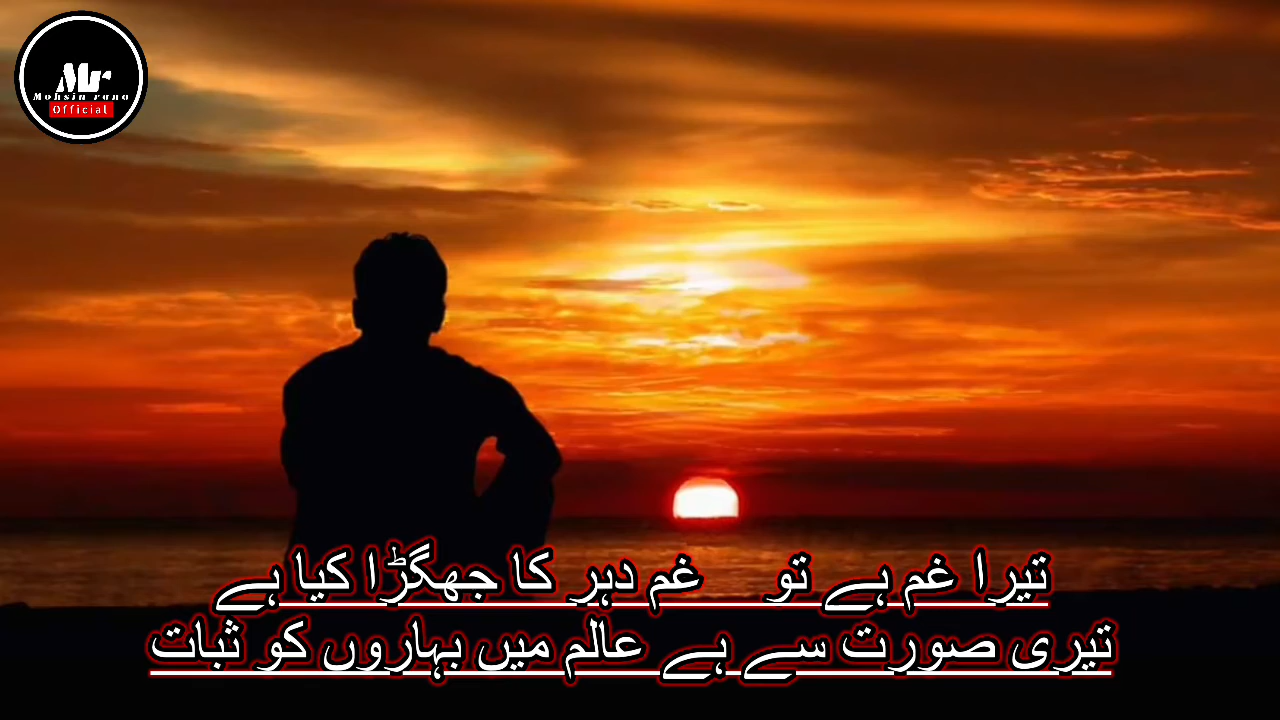 Mr
Mohsin rano
Official
تیرا غم ہے تو غم دہر کا جھگڑا کیا ہے
تیری صورت سے ہے عالم میں بہاروں کو ثبات